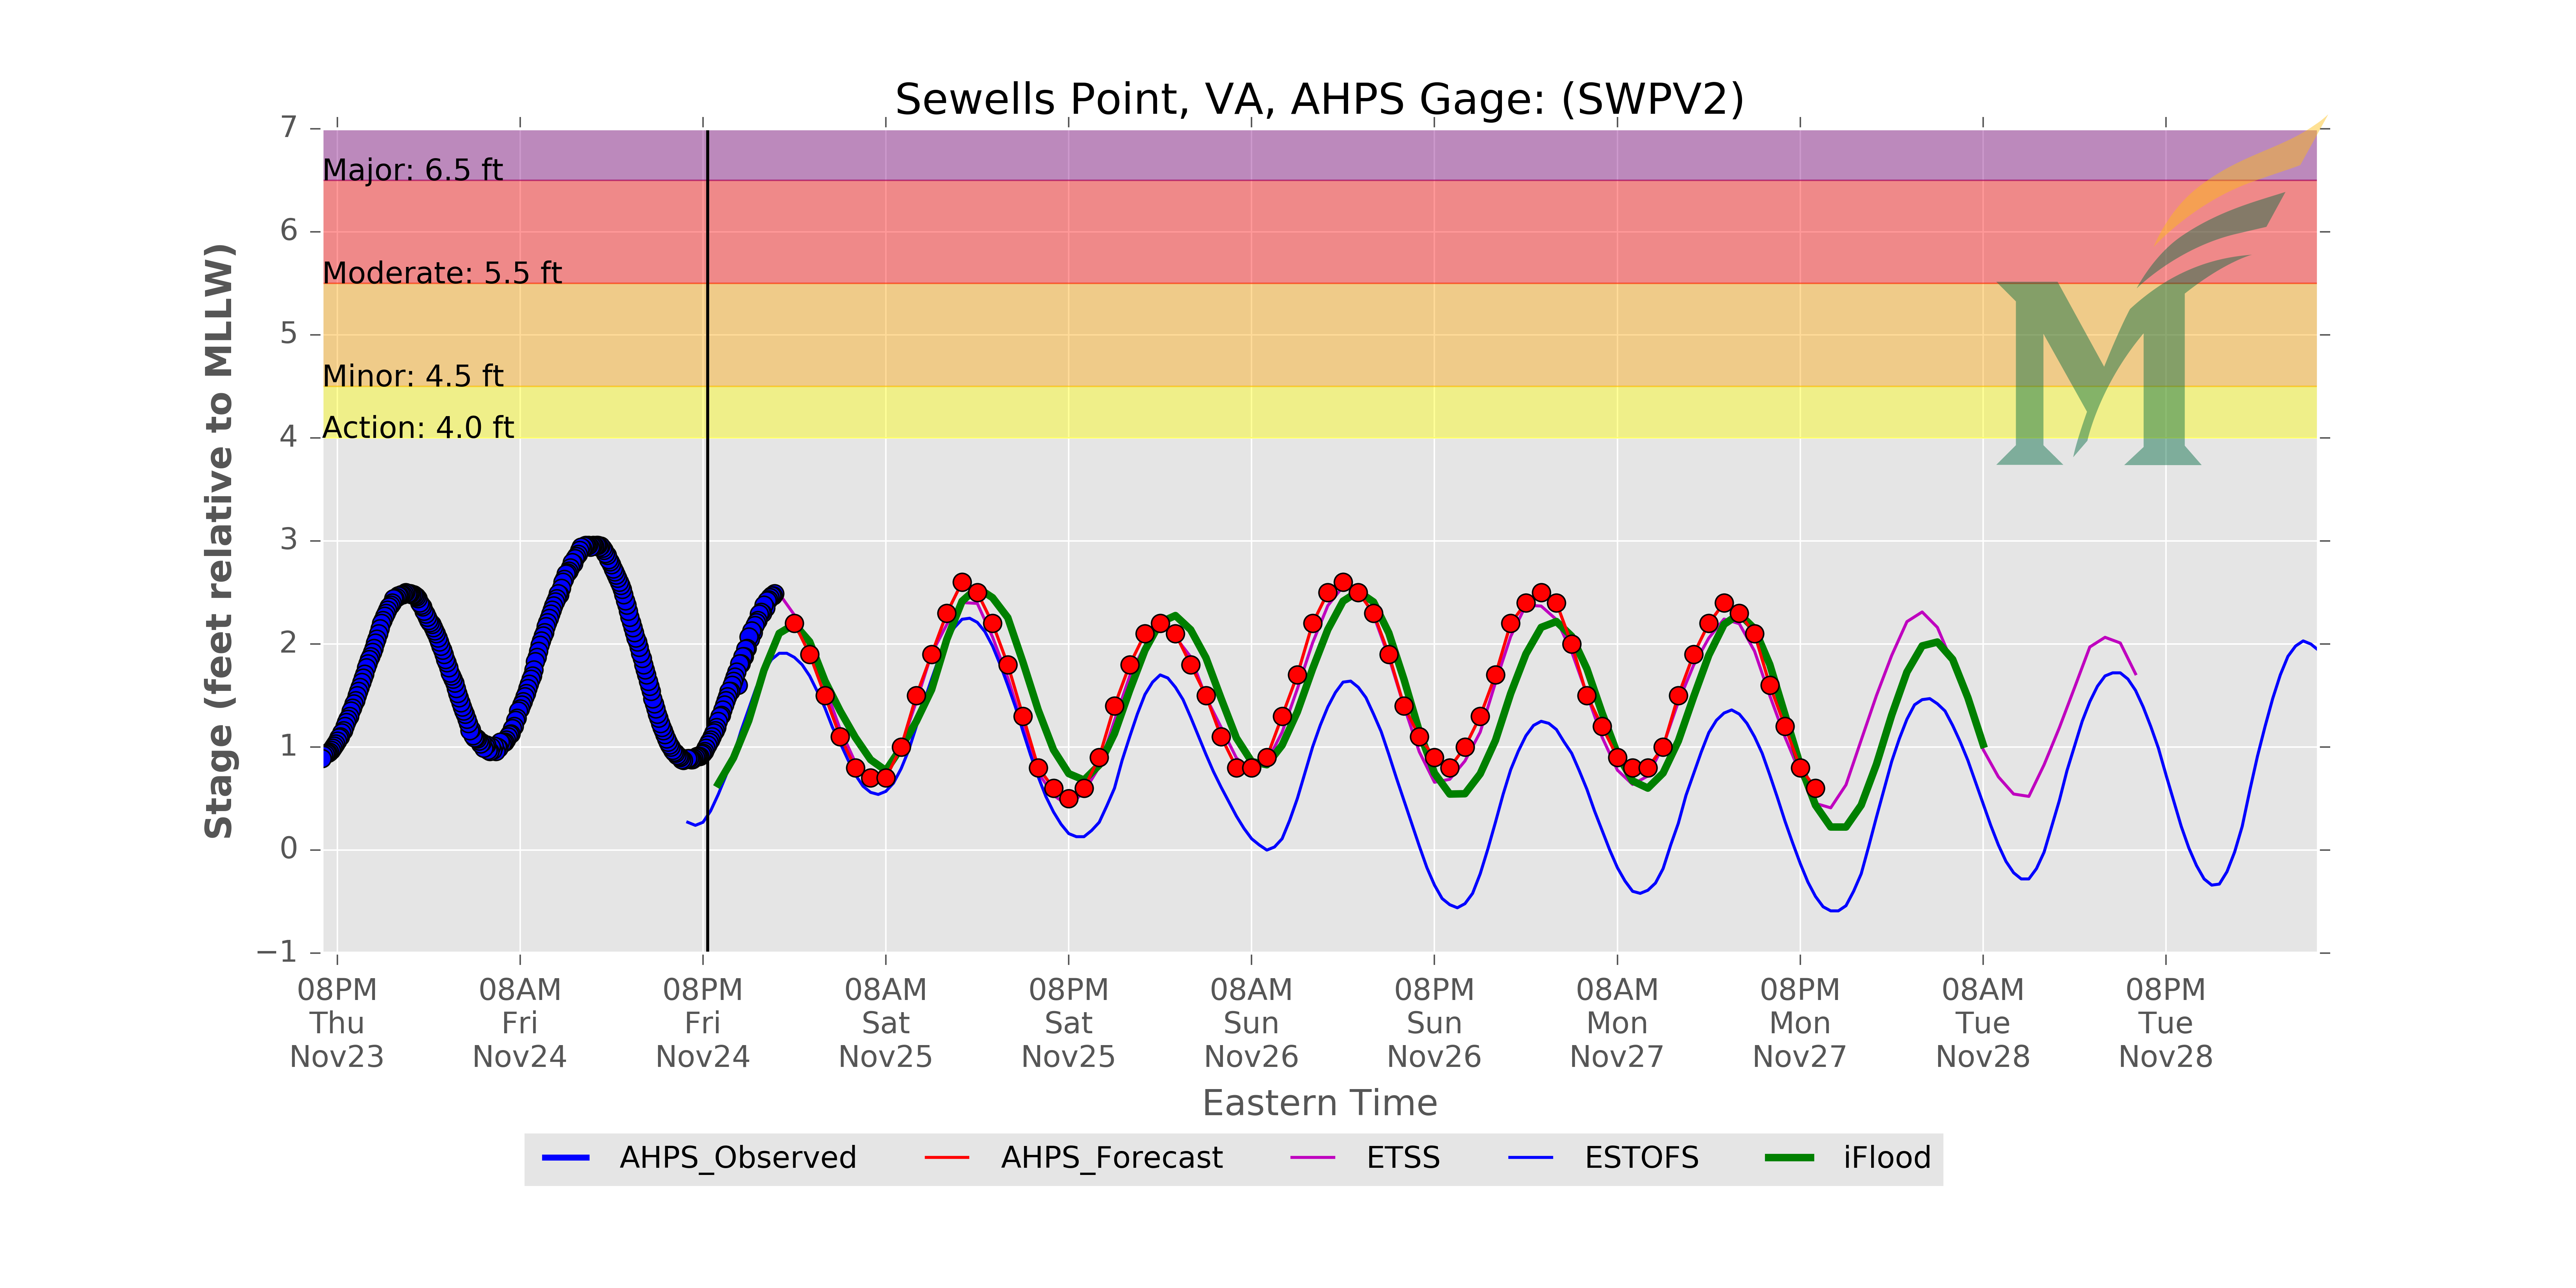 Sewells Point, VA, AHPS Gage: (SWPV2)
7
6
5
4
3
2
1
0
−1
Stage (feet relative to MLLW)
Major: 6.5 ft
Moderate: 5.5 ft
Minor: 4.5 ft
Action: 4.0 ft
M
08PM 08AM 08PM 08AM 08PM 08AM 08PM 08AM 08PM 08AM 08PM
Thu Fri Fri Sat Sat Sun Sun Mon Mon Tue Tue
Nov23 Nov24 Nov24 Nov25 Nov25 Nov26 Nov26 Nov27 Nov27 Nov28 Nov28
Eastern Time
AHPS_Observed AHPS_Forecast ETSS ESTOFS iFlood